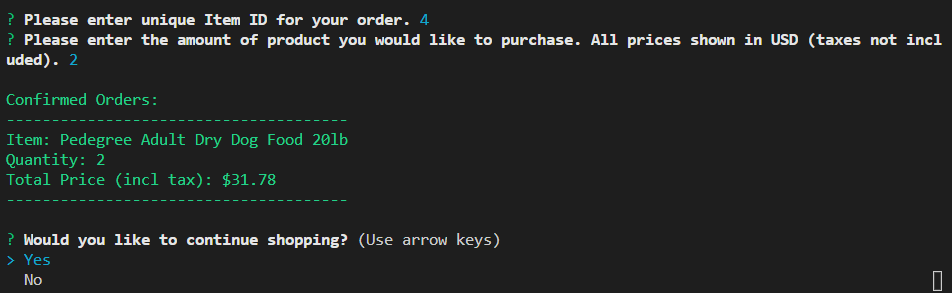 ? Please enter unique Item ID for your order. 4
? Please enter the amount of product you would like to purchase. All prices shown in USD (taxes not incl
uded). 2
Confirmed Orders:
--------------------------------------
Item: Pedegree Adult Dry Dog Food 20lb
Quantity: 2
Total Price (incl tax): $31.78
--------------------------------------
? Would you like to continue shopping? (Use arrow keys)
> Yes
No